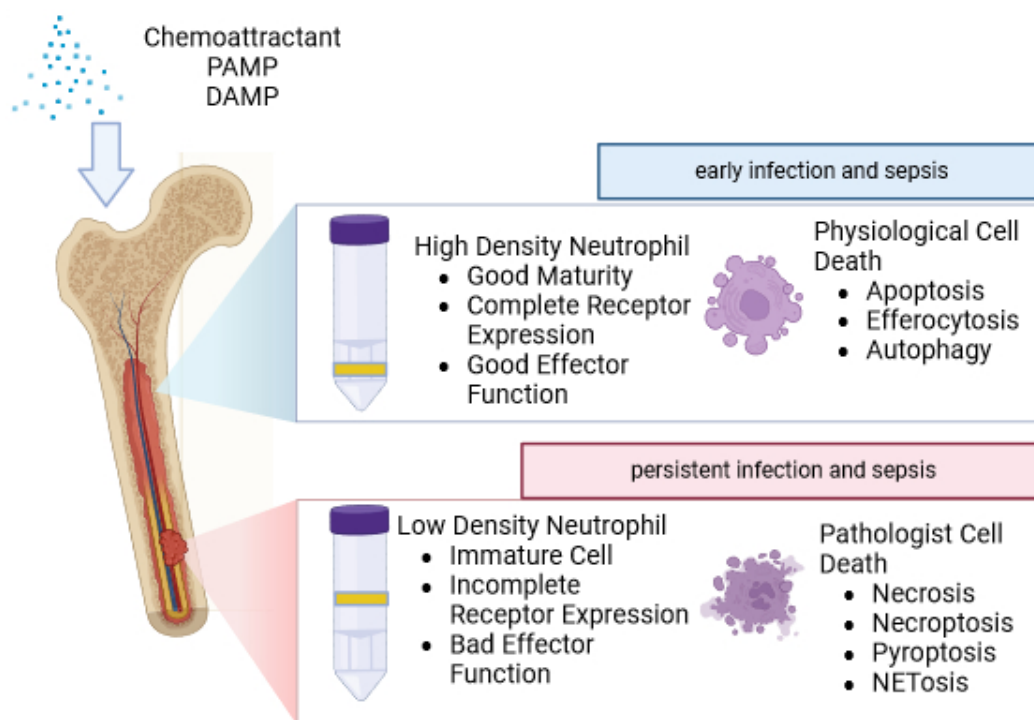 Chemoattractant
PAMP
DAMP
early infection and sepsis
High Density Neutrophil
• Good Maturity
• Complete Receptor
Expression
• Good Effector
Function
Physiological Cell
Death
• Apoptosis
• Efferocytosis
• Autophagy
persistent infection and sepsis
Low Density Neutrophil
• Immature Cell
• Incomplete
Receptor Expression
• Bad Effector
Function
Pathologist Cell
Death
• Necrosis
• Necroptosis
• Pyroptosis
• NETosis